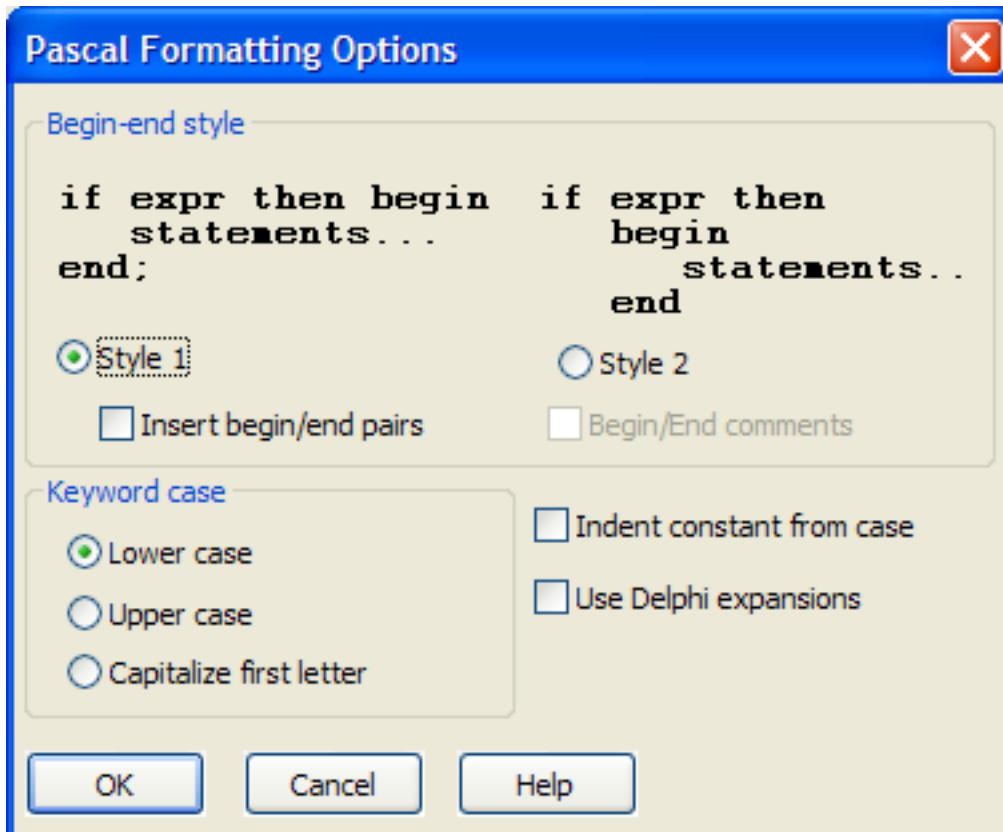 Pascal Formatting Options
Begin-end style
if expr then begin
statements...
end;
if expr then
begin
statements..
end
Style 1
Style 2
Insert begin/end pairs
Begin/End comments
Keyword case
Lower case
Upper case
Capitalize first letter
Indent constant from case
Use Delphi expansions
OK
Cancel
Help